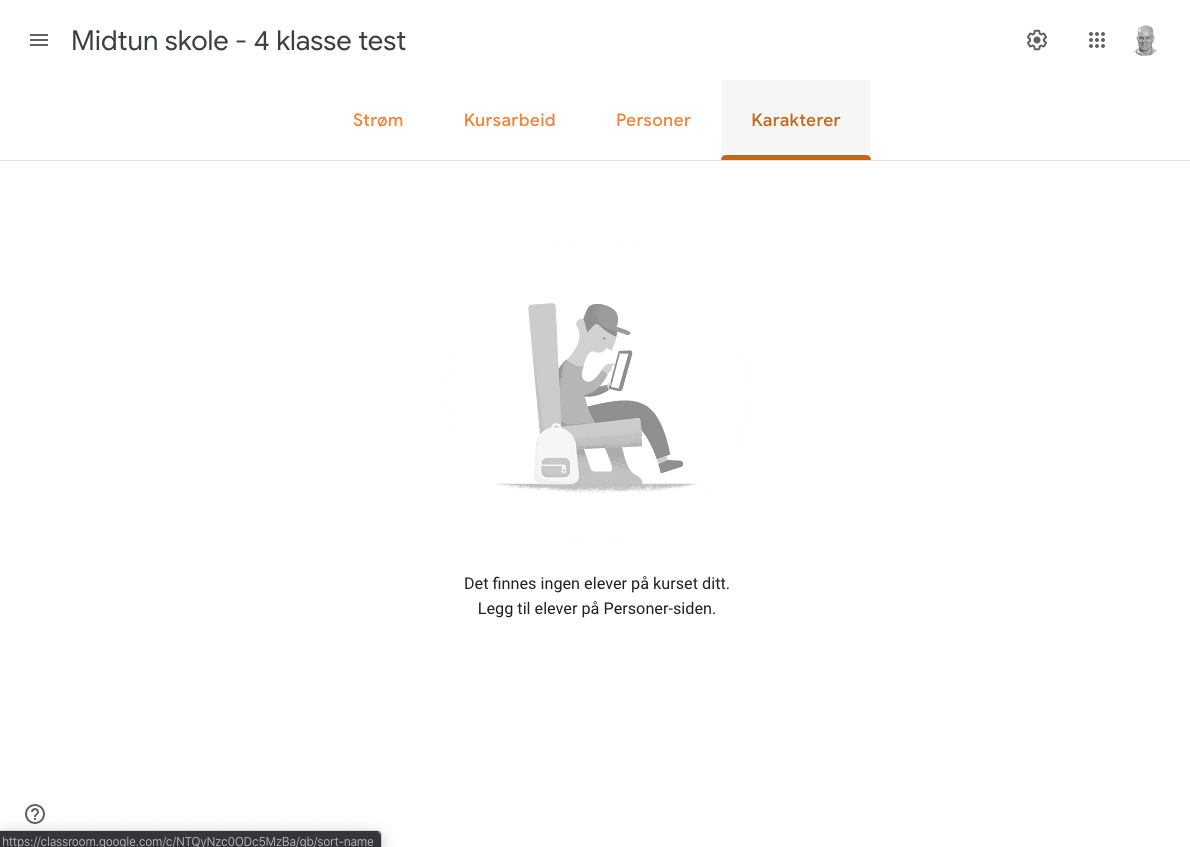 Midtun skole - 4 klasse test
Strøm
Kursarbeid
Personer
Karakterer
Det finnes ingen elever på kurset ditt.
Legg til elever på Personer-siden.
https://classroom.google.com/c/NTQyNzc0ODc5MzBa/gb/sort-name